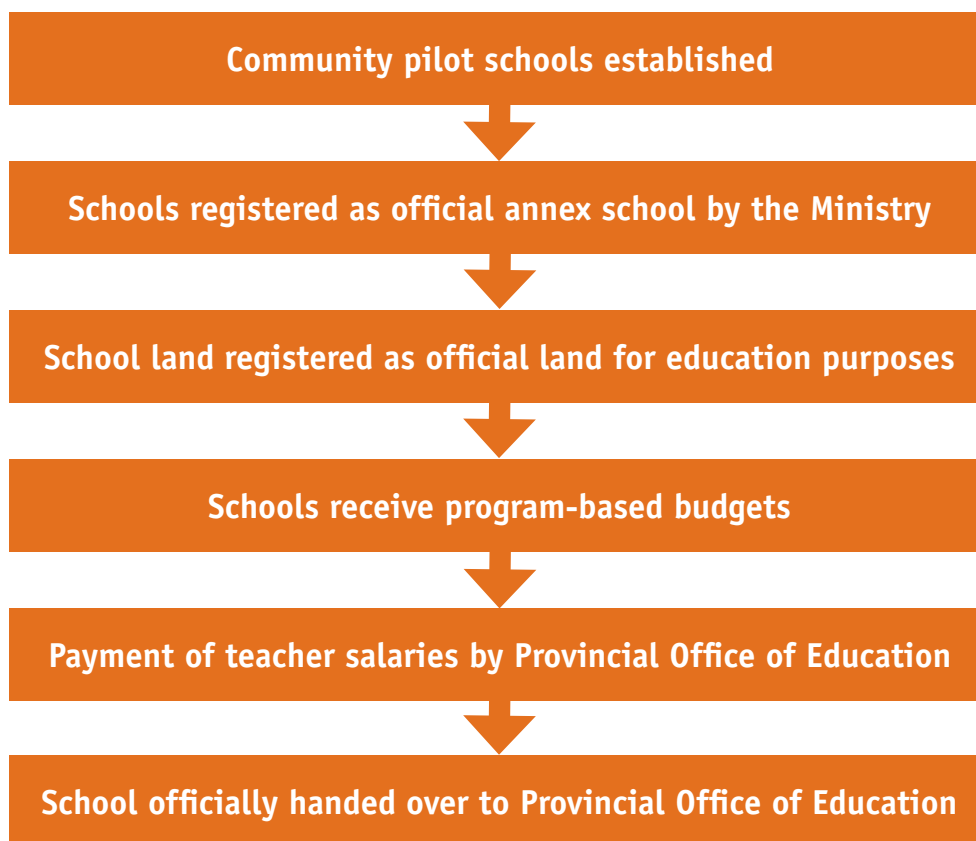 Community pilot schools established
Schools registered as official annex school by the Ministry
School land registered as official land for education purposes
Schools receive program-based budgets
Payment of teacher salaries by Provincial Office of Education
School officially handed over to Provincial Office of Education